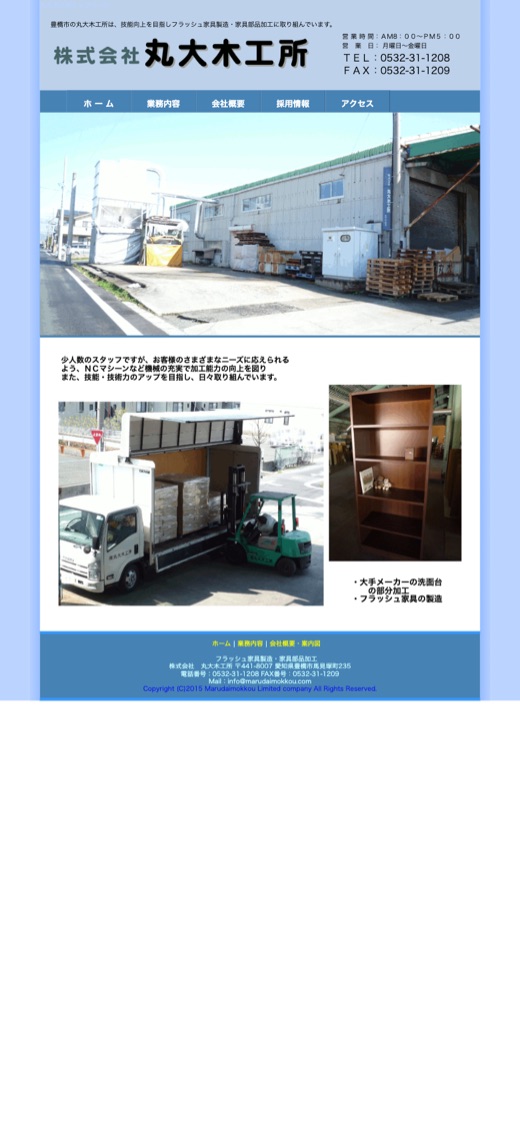 豊橋市の丸大木工所は、技能向上を目指しフラッシュ家具製造・家具部品加工に取り組んでいます。
株式会社 丸大木工所
営 業 時 間：ＡＭ８：００〜ＰＭ５：００
営　業　日： 月曜日〜金曜日
ＴＥＬ：0532-31-1208
ＦＡＸ：0532-31-1209
ホ ー ム
業務内容
会社概要
採用情報
アクセス
少人数のスタッフですが、お客様のさまざまなニーズに応えられる
よう、ＮＣマシーンなど機械の充実で加工能力の向上を図り
また、技能・技術力のアップを目指し、日々取り組んでいます。
・大手メーカーの洗面台
の部分加工
・フラッシュ家具の製造
ホーム | 業務内容 | 会社概要・案内図
フラッシュ家具製造・家具部品加工
株式会社　丸大木工所 〒441-8007 愛知県豊橋市馬見塚町235
電話番号：0532-31-1208 FAX番号：0532-31-1209
Mail：info@marudaimokkou.com
Copyright (C)2015 Marudaimokkou Limited company All Rights Reserved.